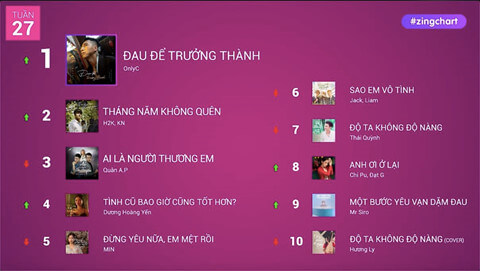 TUẦN
27
#zingchart
1
ĐAU ĐỂ TRƯỞNG THÀNH
OnlyC
2
THÁNG NĂM KHÔNG QUÊN
H2K, KN
3
AI LÀ NGƯỜI THƯƠNG EM
Quân A.P
4
TÌNH CŨ BAO GIỜ CŨNG TỐT HƠN?
Dương Hoàng Yến
5
ĐỪNG YÊU NỮA, EM MỆT RỒI
MIN
6
SAO EM VÔ TÌNH
Jack, Liam
7
ĐỘ TA KHÔNG ĐỘ NÀNG
Thái Quỳnh
8
ANH ƠI Ở LẠI
Chi Pu, Đạt G
9
MỘT BƯỚC YÊU VẠN DẶM ĐAU
Mr Siro
10
ĐỘ TA KHÔNG ĐỘ NÀNG (COVER)
Hương Ly